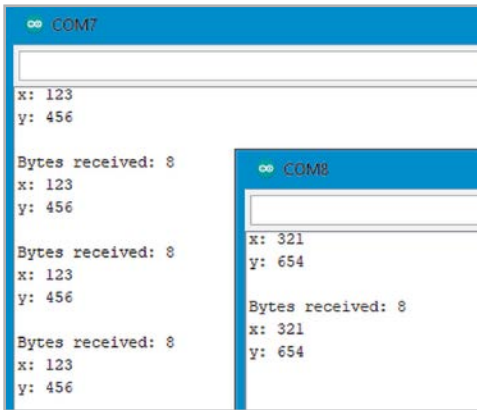 COM7
x: 123
y: 456
Bytes received: 8
x: 123
y: 456
Bytes received: 8
x: 123
y: 456
Bytes received: 8
x: 123
y: 456
COM8
x: 321
y: 654
Bytes received: 8
x: 321
y: 654